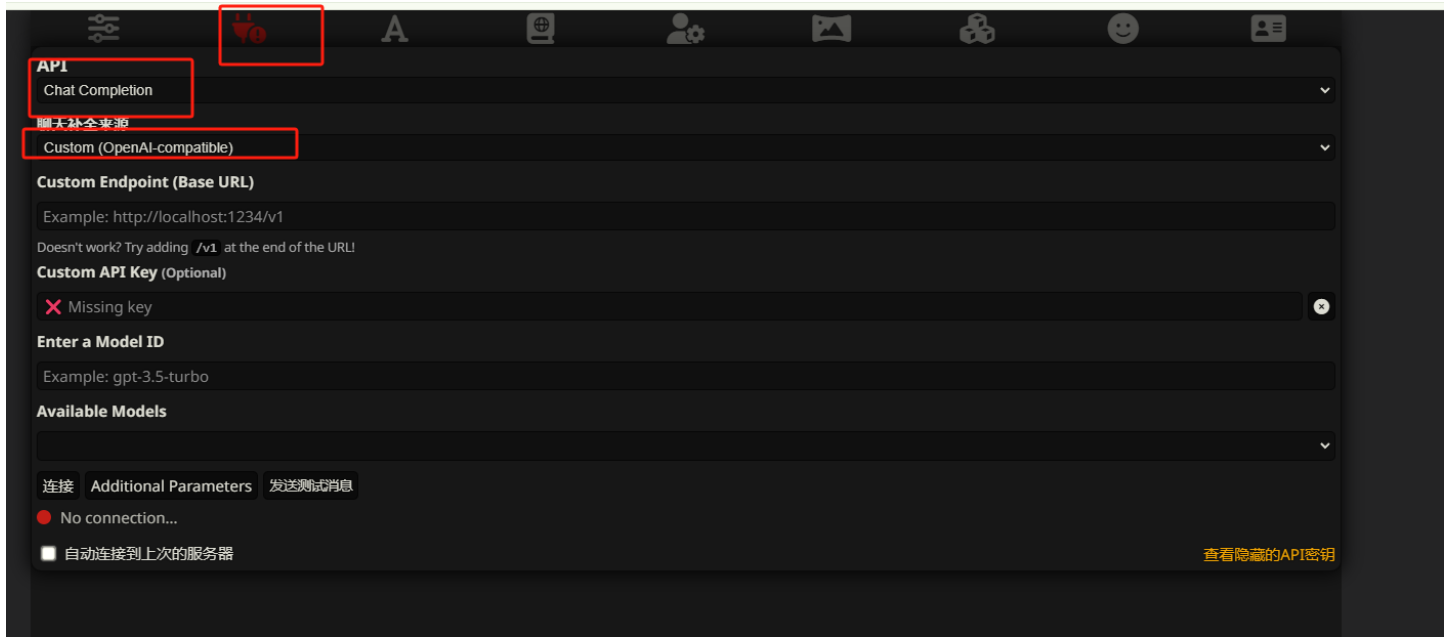 API
Chat Completion
聊天补全来源
Custom (OpenAI-compatible)
Custom Endpoint (Base URL)
Example: http://localhost:1234/v1
Doesn't work? Try adding /v1 at the end of the URL!
Custom API Key (Optional)
Missing key
Enter a Model ID
Example: gpt-3.5-turbo
Available Models
连接 Additional Parameters 发送测试消息
No connection...
自动连接到上次的服务器 查看隐藏的API密钥